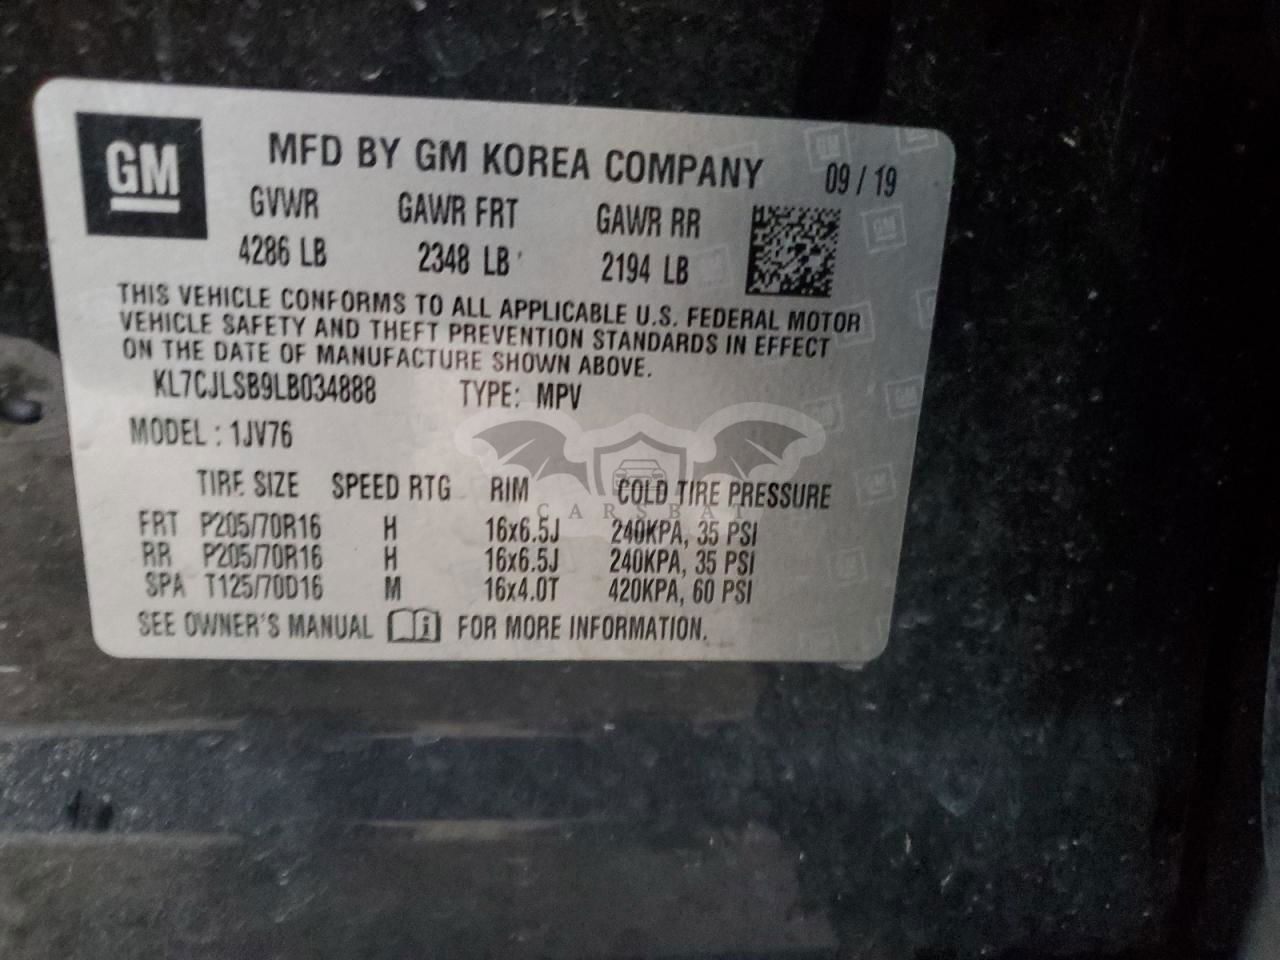 GM
MFD BY GM KOREA COMPANY 09 / 19
GVWR GAWR FRT GAWR RR
4286 LB 2348 LB 2194 LB
THIS VEHICLE CONFORMS TO ALL APPLICABLE U.S. FEDERAL MOTOR
VEHICLE SAFETY AND THEFT PREVENTION STANDARDS IN EFFECT
ON THE DATE OF MANUFACTURE SHOWN ABOVE.
KL7CJLSB9LB034888 TYPE: MPV
MODEL : 1JV76
TIRE SIZE SPEED RTG RIM COLD TIRE PRESSURE
CARSBAT
FRT P205/70R16 H 16x6.5J 240KPA, 35 PSI
RR P205/70R16 H 16x6.5J 240KPA, 35 PSI
SPA T125/70D16 M 16x4.0T 420KPA, 60 PSI
SEE OWNER'S MANUAL i FOR MORE INFORMATION.